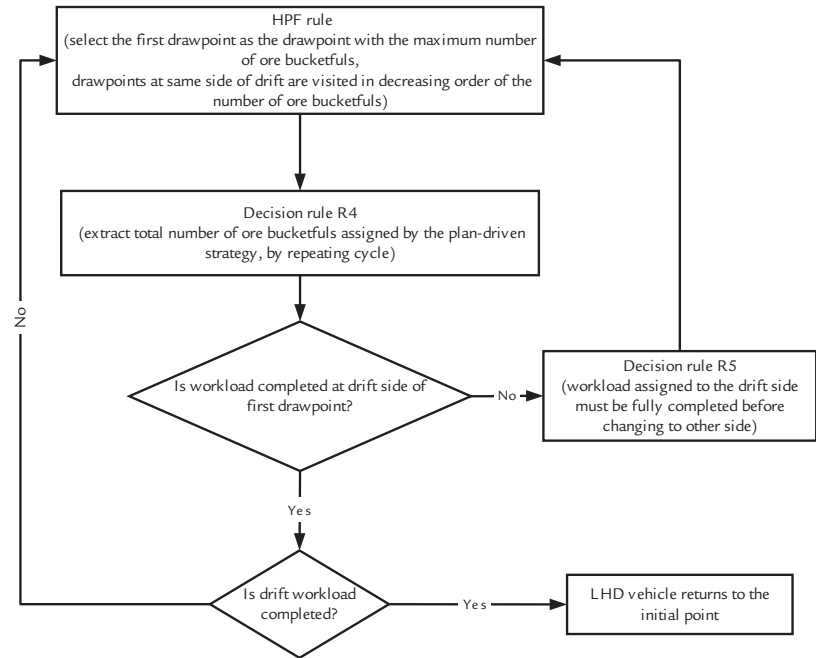 HPF rule
(select the first drawpoint as the drawpoint with the maximum number
of ore bucketfuls,
drawpoints at same side of drift are visited in decreasing order of the
number of ore bucketfuls)
Decision rule R4
(extract total number of ore bucketfuls assigned by the plan-driven
strategy, by repeating cycle)
No
Is workload completed at drift side of
first drawpoint?
No
Decision rule R5
(workload assigned to the drift side
must be fully completed before
changing to other side)
Yes
Is drift workload
completed?
Yes
LHD vehicle returns to the
initial point